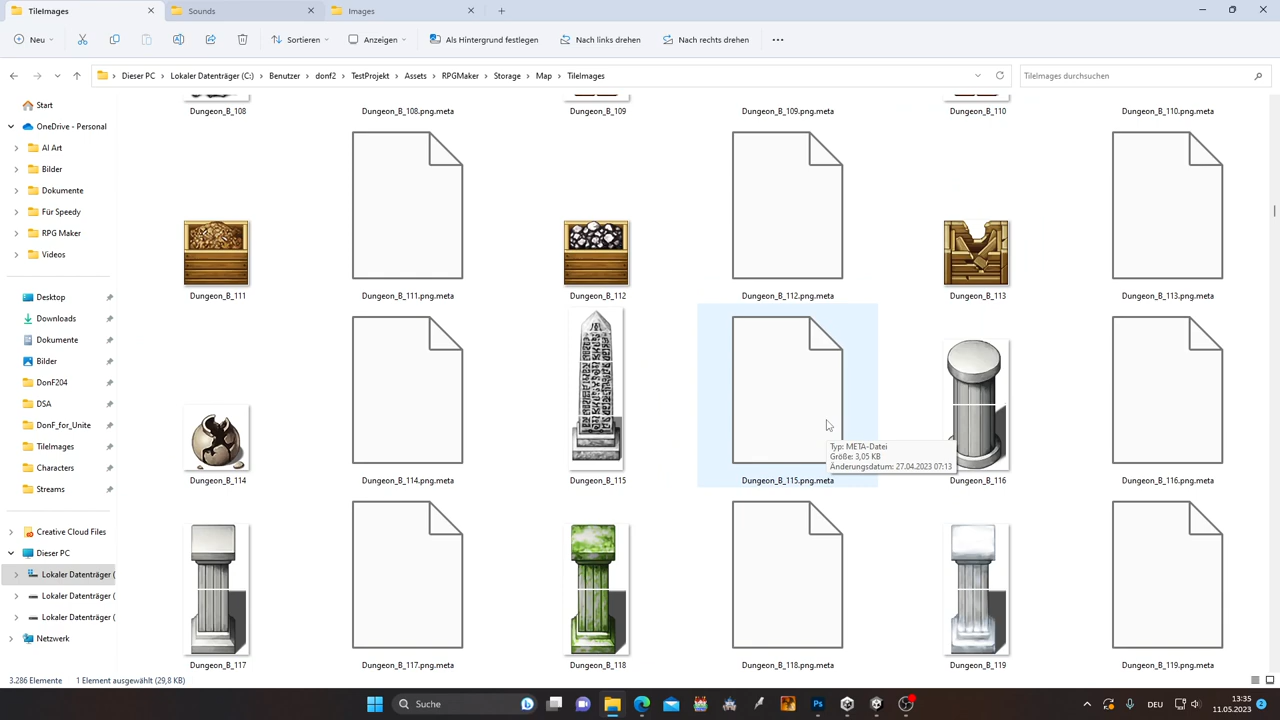 TileImages
Sounds
Images
Neu
Sortieren
Anzeigen
Als Hintergrund festlegen
Nach links drehen
Nach rechts drehen
Dieser PC > Lokaler Datenträger (C:) > Benutzer > donf2 > TestProjekt > Assets > RPGMaker > Storage > Map > TileImages
TileImages durchsuchen
Start
OneDrive - Personal
AI Art
Bilder
Dokumente
Für Speedy
RPG Maker
Videos
Desktop
Downloads
Dokumente
Bilder
DonF204
DSA
DonF_for_Unite
TileImages
Characters
Streams
Creative Cloud Files
Dieser PC
Lokaler Datenträger (
Lokaler Datenträger (
Lokaler Datenträger (
Netzwerk
Dungeon_B_108
Dungeon_B_108.png.meta
Dungeon_B_109
Dungeon_B_109.png.meta
Dungeon_B_110
Dungeon_B_110.png.meta
Dungeon_B_111
Dungeon_B_111.png.meta
Dungeon_B_112
Dungeon_B_112.png.meta
Dungeon_B_113
Dungeon_B_113.png.meta
Dungeon_B_114
Dungeon_B_114.png.meta
Dungeon_B_115
Dungeon_B_115.png.meta
Dungeon_B_116
Dungeon_B_116.png.meta
Typ: META-Datei
Größe: 3,05 KB
Änderungsdatum: 27.04.2023 07:13
Dungeon_B_117
Dungeon_B_117.png.meta
Dungeon_B_118
Dungeon_B_118.png.meta
Dungeon_B_119
Dungeon_B_119.png.meta
3.286 Elemente
1 Element ausgewählt (29,8 KB)
Suche
DEU
13:35
11.05.2023